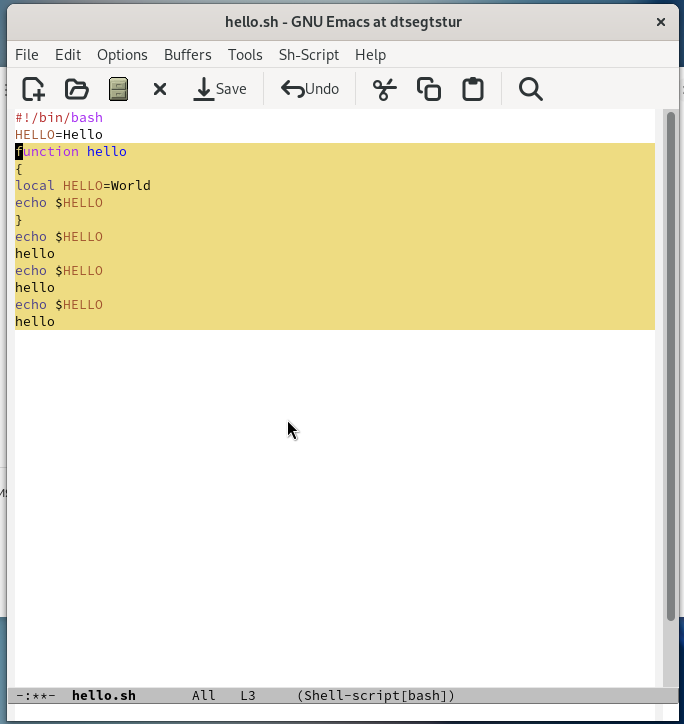 hello.sh - GNU Emacs at dtsegtstur
File Edit Options Buffers Tools Sh-Script Help
Save Undo
#!/bin/bash
HELLO=Hello
function hello
{
local HELLO=World
echo $HELLO
}
echo $HELLO
hello
echo $HELLO
hello
echo $HELLO
hello
-:**- hello.sh All L3 (Shell-script[bash])